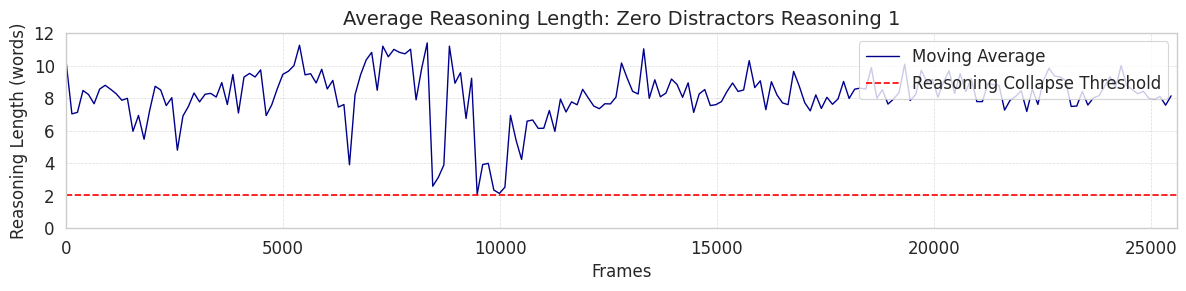 Average Reasoning Length: Zero Distractors Reasoning 1
Reasoning Length (words)
12
10
8
6
4
2
0
Moving Average
Reasoning Collapse Threshold
0 5000 10000 15000 20000 25000
Frames